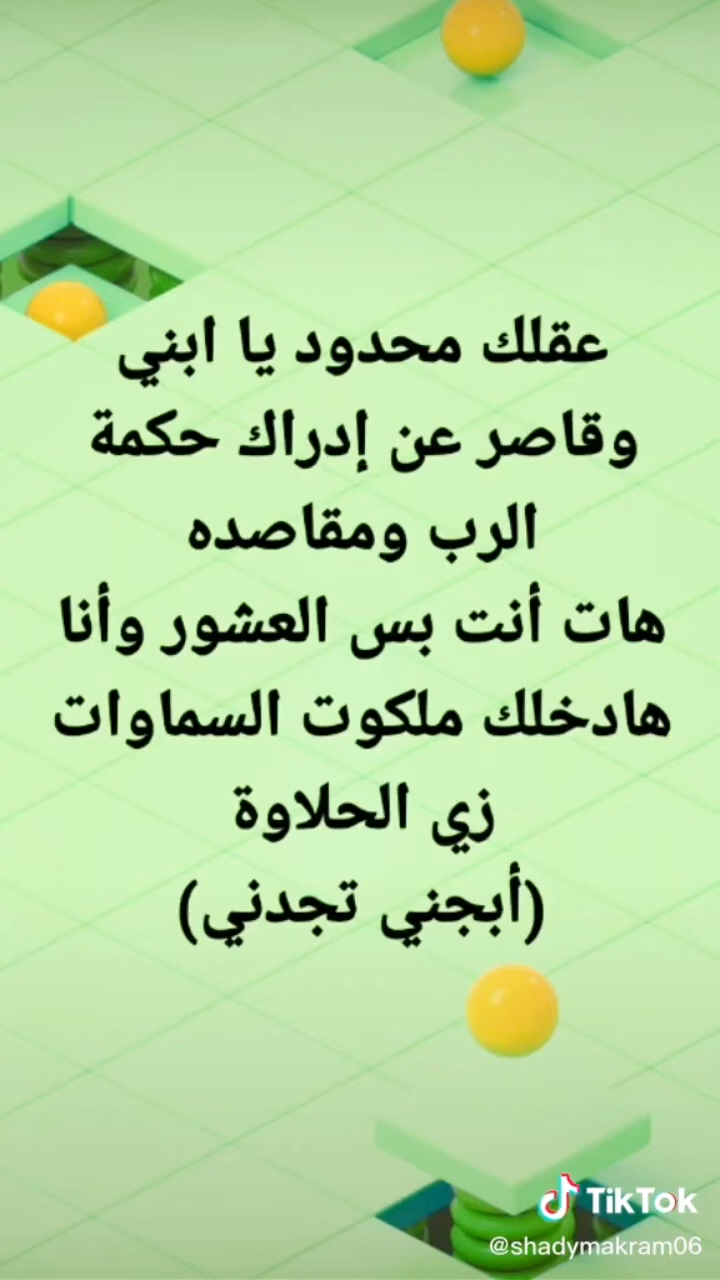 عقلك محدود يا ابني
وقاصر عن إدراك حكمة
الرب ومقاصده
هات أنت بس العشور وأنا
هادخلك ملكوت السماوات
زي الحلاوة
(أبجني تجدني)
TikTok
@shadymakram06